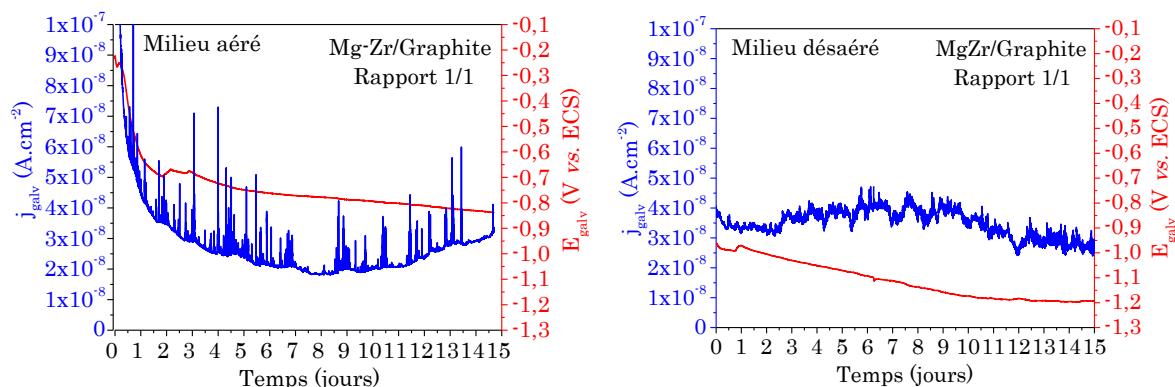 Milieu aéré
Mg-Zr/Graphite
Rapport 1/1
1x10⁻⁷
9x10⁻⁸
8x10⁻⁸
7x10⁻⁸
6x10⁻⁸
5x10⁻⁸
4x10⁻⁸
3x10⁻⁸
2x10⁻⁸
1x10⁻⁸
0
j_galv (A.cm⁻²)
-0,1
-0,2
-0,3
-0,4
-0,5
-0,6
-0,7
-0,8
-0,9
-1,0
-1,1
-1,2
-1,3
E_galv (V vs. ECS)
0 1 2 3 4 5 6 7 8 9 10 11 12 13 14 15
Temps (jours)
Milieu désaéré
MgZr/Graphite
Rapport 1/1
1x10⁻⁷
9x10⁻⁸
8x10⁻⁸
7x10⁻⁸
6x10⁻⁸
5x10⁻⁸
4x10⁻⁸
3x10⁻⁸
2x10⁻⁸
1x10⁻⁸
0
j_galv (A.cm⁻²)
-0,1
-0,2
-0,3
-0,4
-0,5
-0,6
-0,7
-0,8
-0,9
-1,0
-1,1
-1,2
-1,3
E_galv (V vs. ECS)
0 1 2 3 4 5 6 7 8 9 10 11 12 13 14 15
Temps (jours)